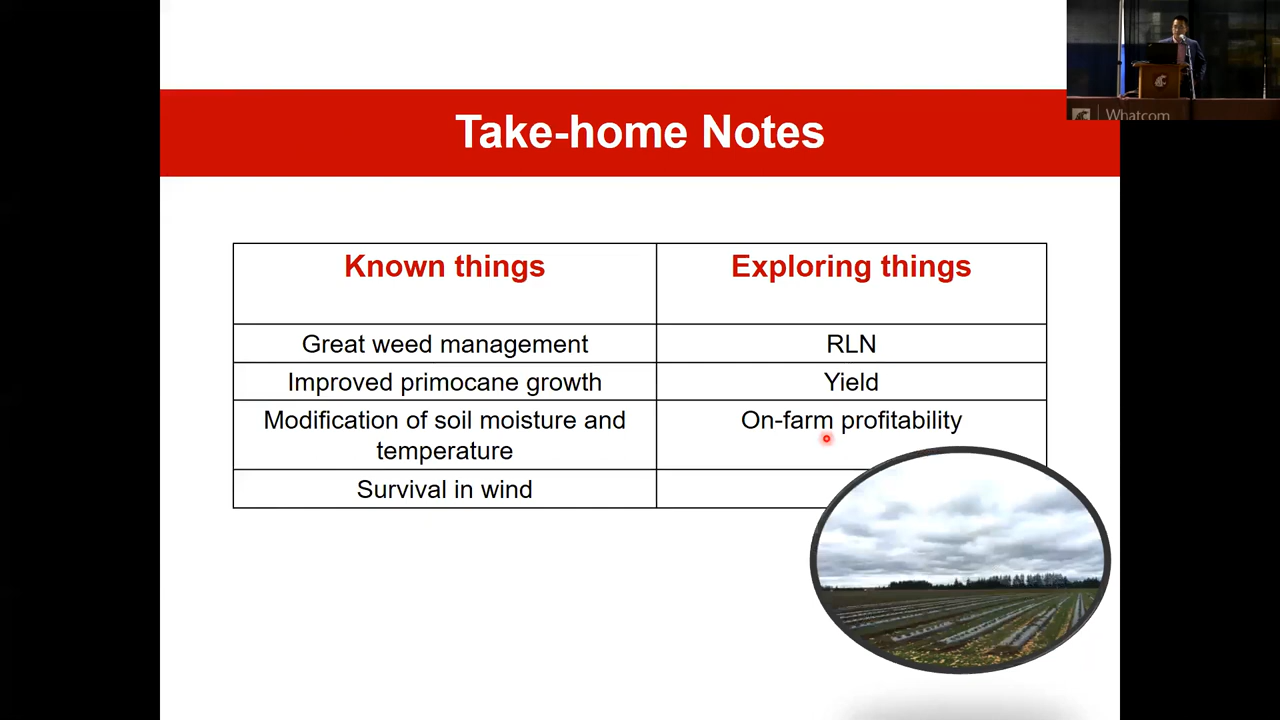 Whatcom
Take-home Notes
Known things
Exploring things
Great weed management
RLN
Improved primocane growth
Yield
Modification of soil moisture and
temperature
On-farm profitability
Survival in wind